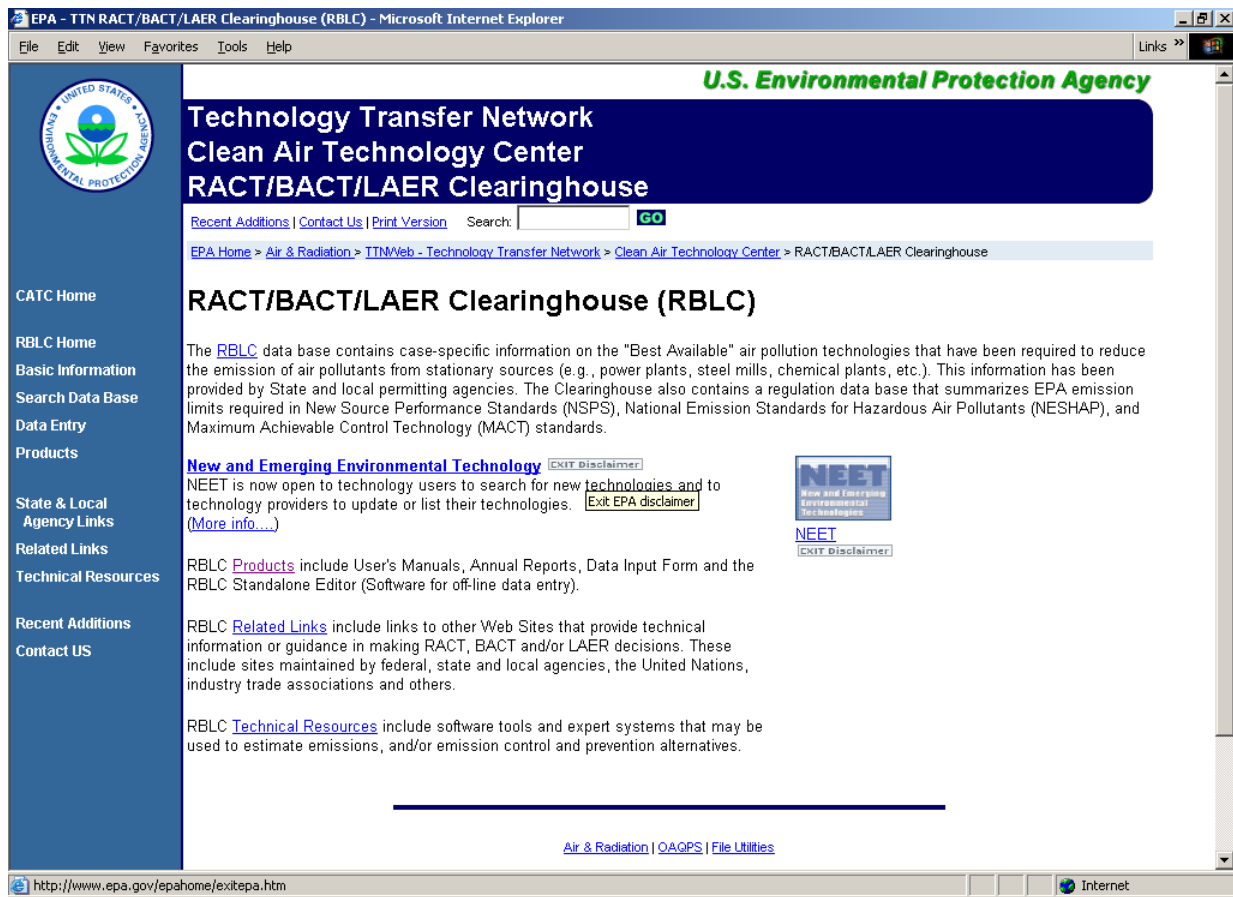 EPA - TTN RACT/BACT/LAER Clearinghouse (RBLC) - Microsoft Internet Explorer
File Edit View Favorites Tools Help Links »
UNITED STATES ENVIRONMENTAL PROTECTION AGENCY
U.S. Environmental Protection Agency
Technology Transfer Network
Clean Air Technology Center
RACT/BACT/LAER Clearinghouse
Recent Additions | Contact Us | Print Version Search: GO
EPA Home > Air & Radiation > TTNWeb - Technology Transfer Network > Clean Air Technology Center > RACT/BACT/LAER Clearinghouse
CATC Home
RBLC Home
Basic Information
Search Data Base
Data Entry
Products
State & Local
Agency Links
Related Links
Technical Resources
Recent Additions
Contact US
RACT/BACT/LAER Clearinghouse (RBLC)
The RBLC data base contains case-specific information on the "Best Available" air pollution technologies that have been required to reduce
the emission of air pollutants from stationary sources (e.g., power plants, steel mills, chemical plants, etc.). This information has been
provided by State and local permitting agencies. The Clearinghouse also contains a regulation data base that summarizes EPA emission
limits required in New Source Performance Standards (NSPS), National Emission Standards for Hazardous Air Pollutants (NESHAP), and
Maximum Achievable Control Technology (MACT) standards.
New and Emerging Environmental Technology EXIT Disclaimer
NEET is now open to technology users to search for new technologies and to
technology providers to update or list their technologies. Exit EPA disclaimer
(More info....)
NEET
New and Emerging
Environmental
Technologies
NEET
EXIT Disclaimer
RBLC Products include User's Manuals, Annual Reports, Data Input Form and the
RBLC Standalone Editor (Software for off-line data entry).
RBLC Related Links include links to other Web Sites that provide technical
information or guidance in making RACT, BACT and/or LAER decisions. These
include sites maintained by federal, state and local agencies, the United Nations,
industry trade associations and others.
RBLC Technical Resources include software tools and expert systems that may be
used to estimate emissions, and/or emission control and prevention alternatives.
Air & Radiation | OAQPS | File Utilities
http://www.epa.gov/epahome/exitepa.htm Internet